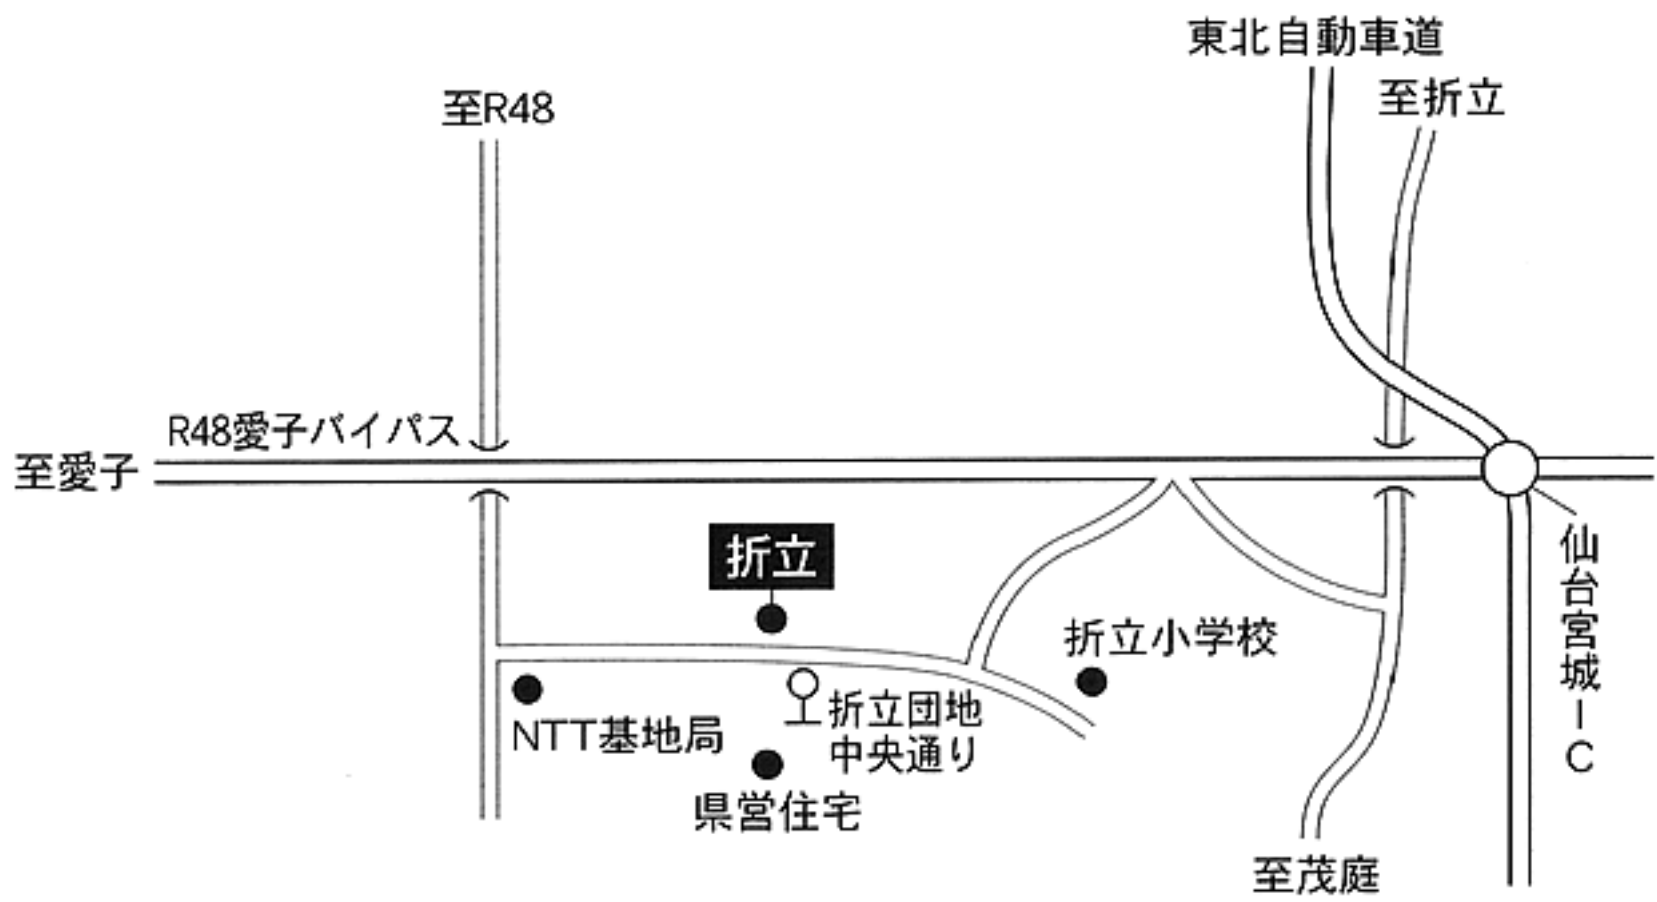 東北自動車道
至折立
至R48
R48愛子バイパス
至愛子
折立
仙台宮城IC
折立小学校
折立団地
中央通り
NTT基地局
県営住宅
至茂庭